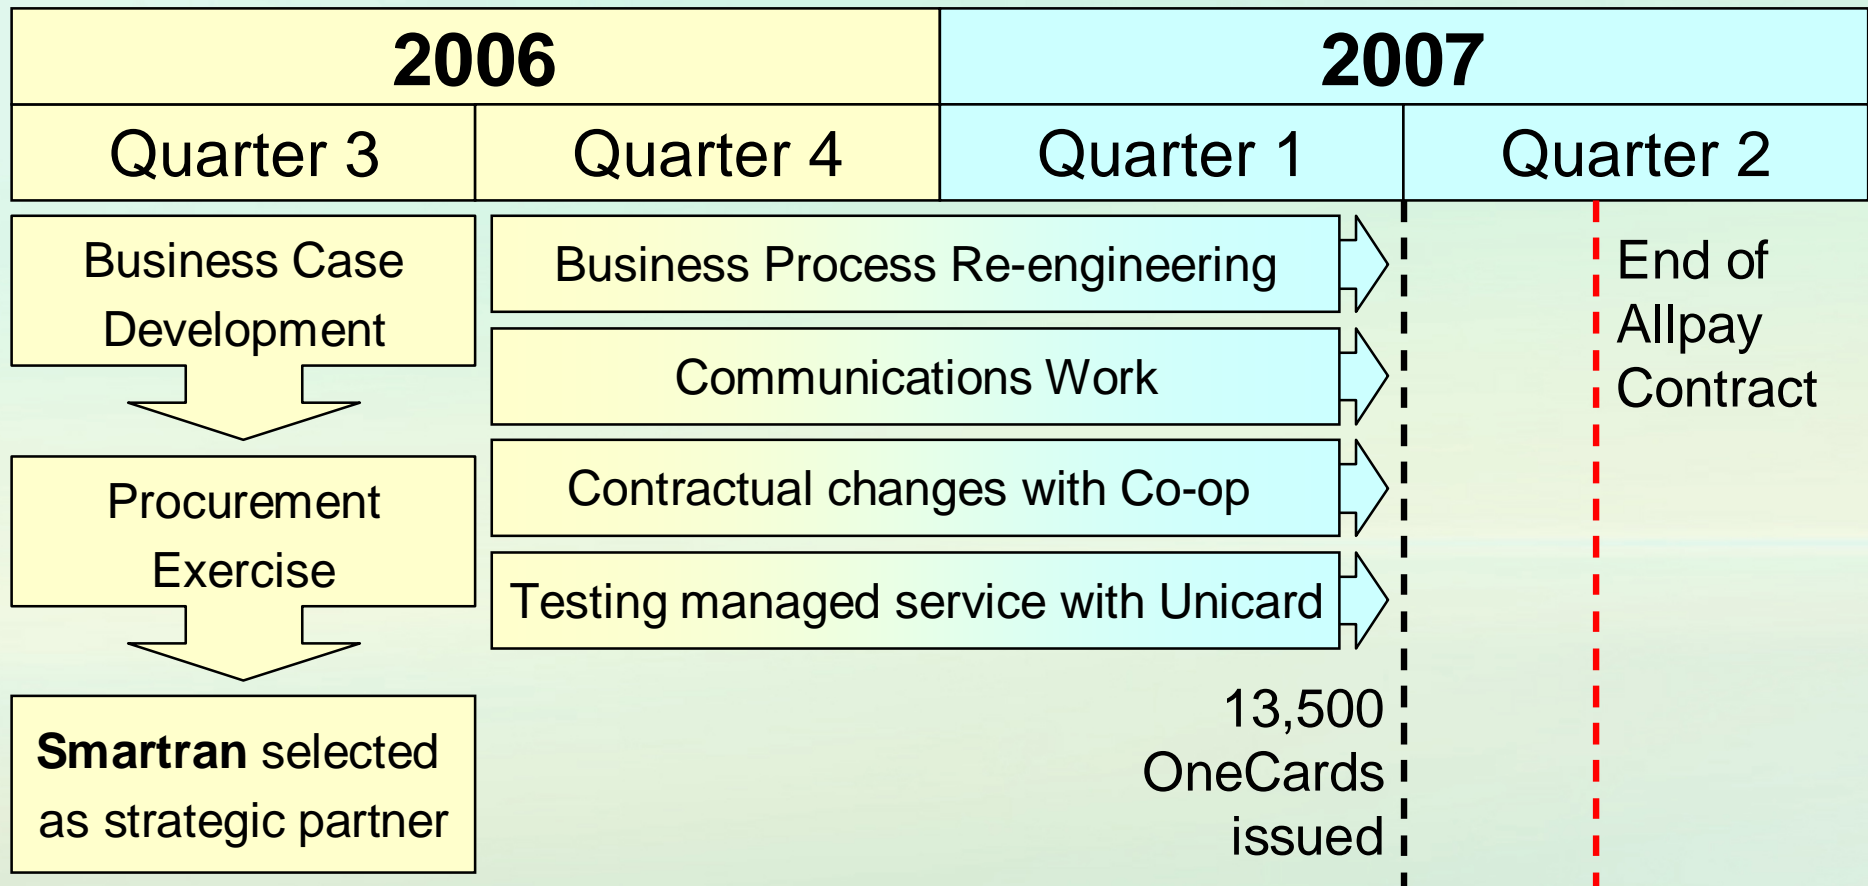 2006
2007
Quarter 3
Quarter 4
Quarter 1
Quarter 2
Business Case
Development
Procurement
Exercise
Smartran selected
as strategic partner
Business Process Re-engineering
Communications Work
Contractual changes with Co-op
Testing managed service with Unicard
13,500
OneCards
issued
End of
Allpay
Contract